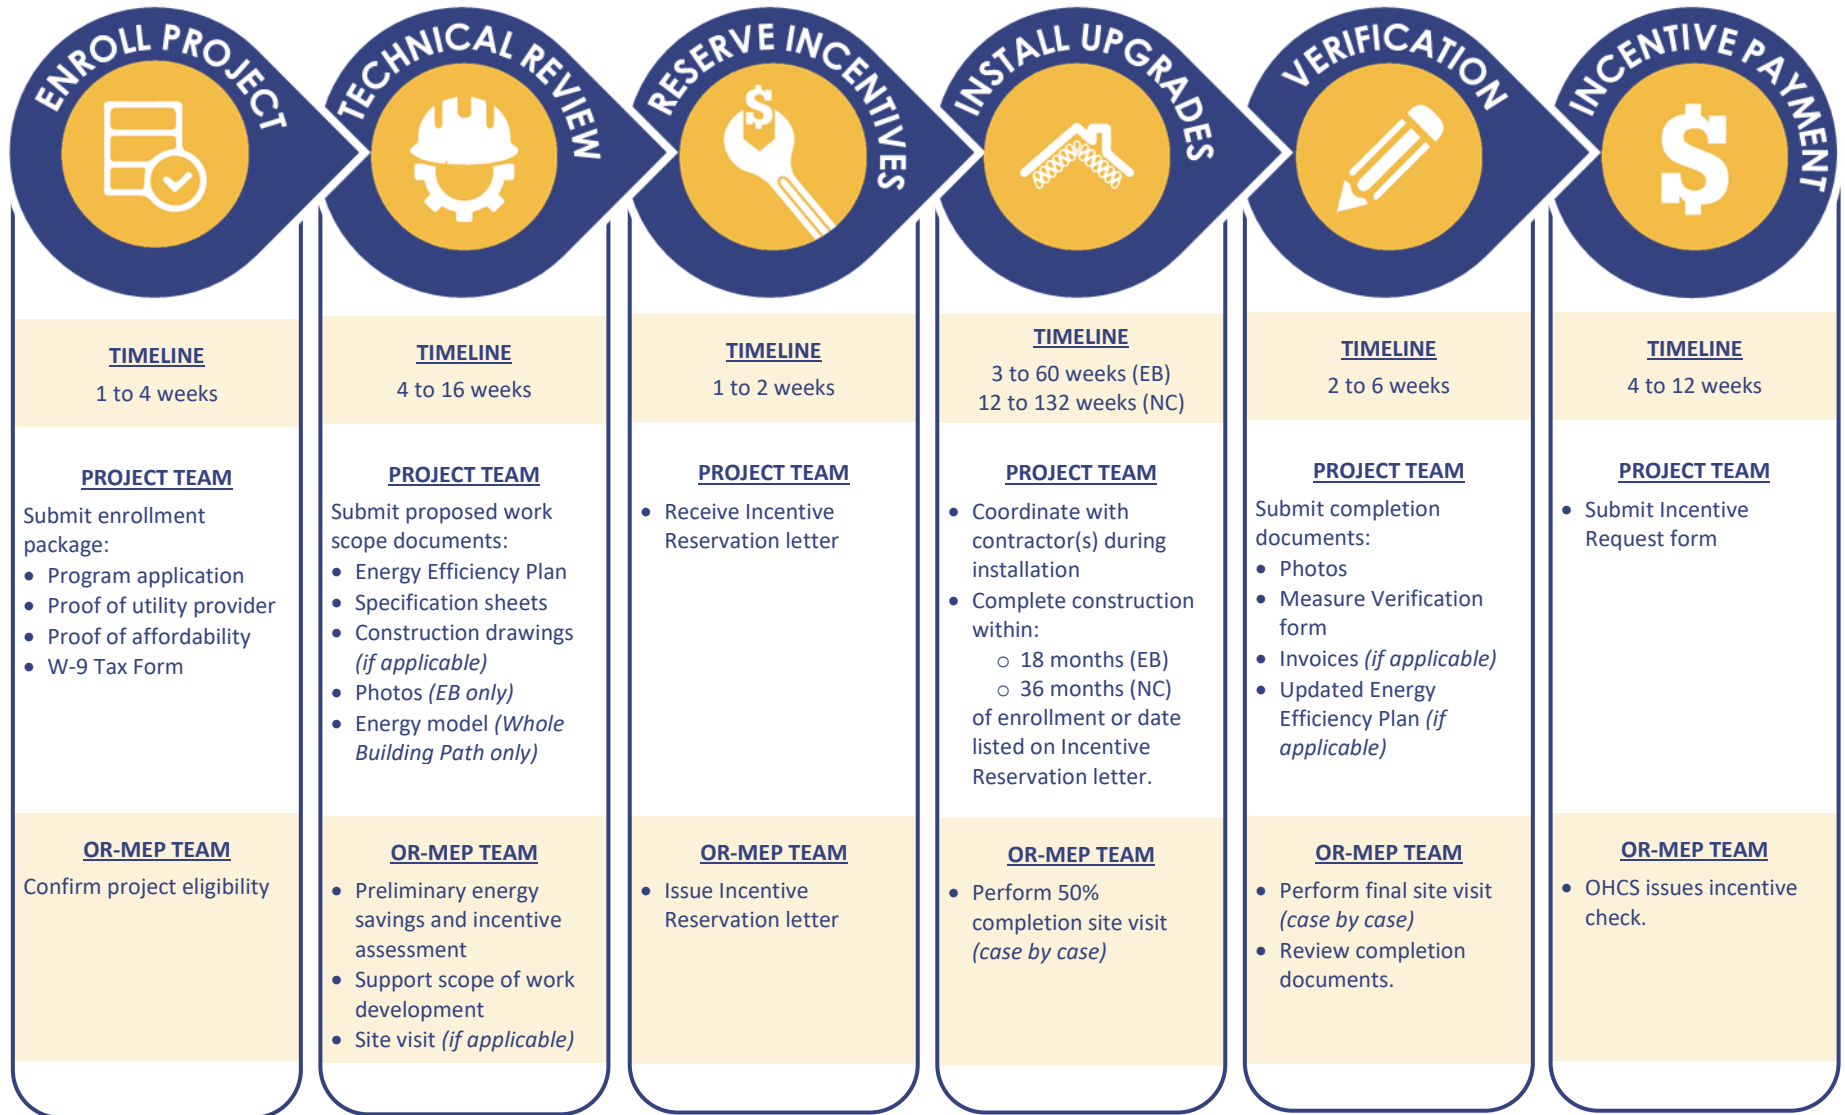 ENROLL PROJECT
TIMELINE
1 to 4 weeks
PROJECT TEAM
Submit enrollment
package:
• Program application
• Proof of utility provider
• Proof of affordability
• W-9 Tax Form
OR-MEP TEAM
Confirm project eligibility
TECHNICAL REVIEW
TIMELINE
4 to 16 weeks
PROJECT TEAM
Submit proposed work
scope documents:
• Energy Efficiency Plan
• Specification sheets
• Construction drawings
(if applicable)
• Photos (EB only)
• Energy model (Whole
Building Path only)
OR-MEP TEAM
• Preliminary energy
savings and incentive
assessment
• Support scope of work
development
• Site visit (if applicable)
RESERVE INCENTIVES
$
TIMELINE
1 to 2 weeks
PROJECT TEAM
• Receive Incentive
Reservation letter
OR-MEP TEAM
• Issue Incentive
Reservation letter
INSTALL UPGRADES
TIMELINE
3 to 60 weeks (EB)
12 to 132 weeks (NC)
PROJECT TEAM
• Coordinate with
contractor(s) during
installation
• Complete construction
within:
○ 18 months (EB)
○ 36 months (NC)
of enrollment or date
listed on Incentive
Reservation letter.
OR-MEP TEAM
• Perform 50%
completion site visit
(case by case)
VERIFICATION
TIMELINE
2 to 6 weeks
PROJECT TEAM
Submit completion
documents:
• Photos
• Measure Verification
form
• Invoices (if applicable)
• Updated Energy
Efficiency Plan (if
applicable)
OR-MEP TEAM
• Perform final site visit
(case by case)
• Review completion
documents.
INCENTIVE PAYMENT
$
TIMELINE
4 to 12 weeks
PROJECT TEAM
• Submit Incentive
Request form
OR-MEP TEAM
• OHCS issues incentive
check.